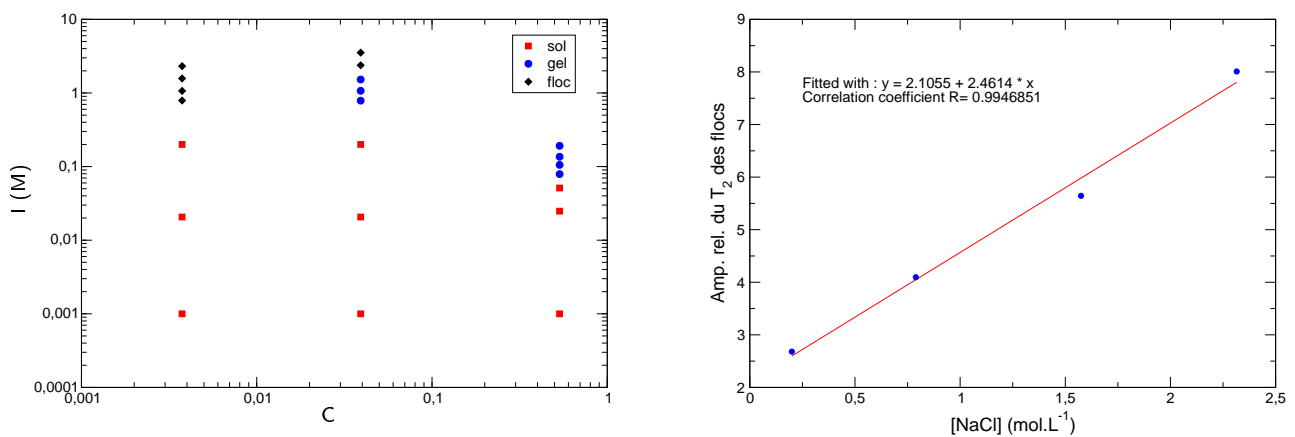 10
1
0,1
0,01
0,001
0,0001
I (M)
0,001
0,01
0,1
1
C
sol
gel
floc
9
8
7
6
5
4
3
2
Amp. rel. du T2 des flocs
Fitted with : y = 2.1055 + 2.4614 * x
Correlation coefficient R= 0.9946851
0
0,5
1
1,5
2
2,5
[NaCl] (mol.L-1)